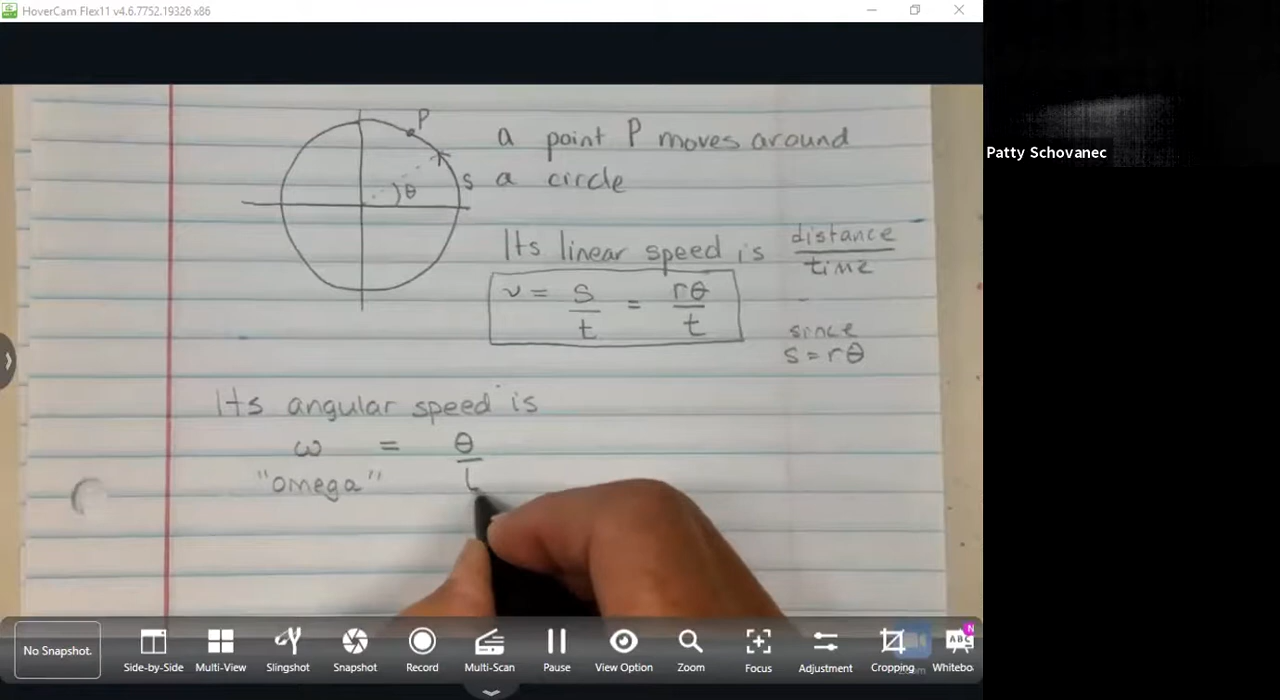 HoverCam Flex11 v4.6.7752.19326 x86
P
a point P moves around
s a circle
θ
Its linear speed is distance/time
v = s/t = rθ/t
since
s = rθ
Its angular speed is
ω = θ/
"omega"
Patty Schovanec
No Snapshot.
Side-by-Side
Multi-View
Slingshot
Snapshot
Record
Multi-Scan
Pause
View Option
Zoom
Focus
Adjustment
Cropping
ABC
N
Whitebo